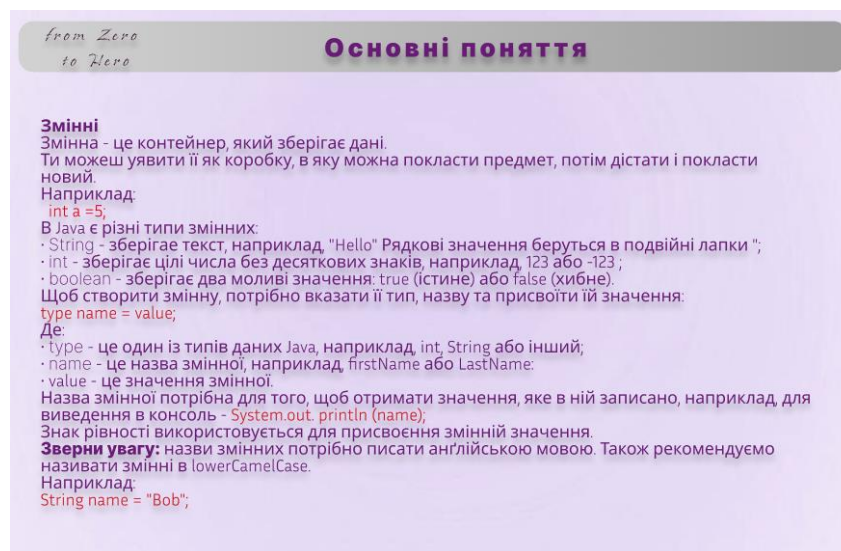 from Zero
to Hero
Основні поняття
Змінні
Змінна - це контейнер, який зберігає дані.
Ти можеш уявити її як коробку, в яку можна покласти предмет, потім дістати і покласти
новий.
Наприклад:
int a =5;
В Java є різні типи змінних:
· String - зберігае текст, наприклад, "Hello" Рядкові значення беруться в подвійні лапки ";
· int - зберігає цілі числа без десяткових знаків, наприклад, 123 або -123 ;
· boolean - зберігає два моливі значення: true (істине) або false (хибне).
Щоб створити змінну, потрібно вказати її тип, назву та присвоїти їй значення:
type name = value;
Де:
· type - це один із типів даних Java, наприклад, int, String або інший;
· name - це назва змінної, наприклад, firstName або LastName:
· value - це значення змінної.
Назва змінної потрібна для того, щоб отримати значення, яке в ній записано, наприклад, для
виведення в консоль - System.out. println (name);
Знак рівності використовується для присвоєння змінній значення.
Зверни увагу: назви змінних потрібно писати анґлійською мовою. Також рекомендуємо
називати змінні в lowerCamelCase.
Наприклад:
String name = "Bob";